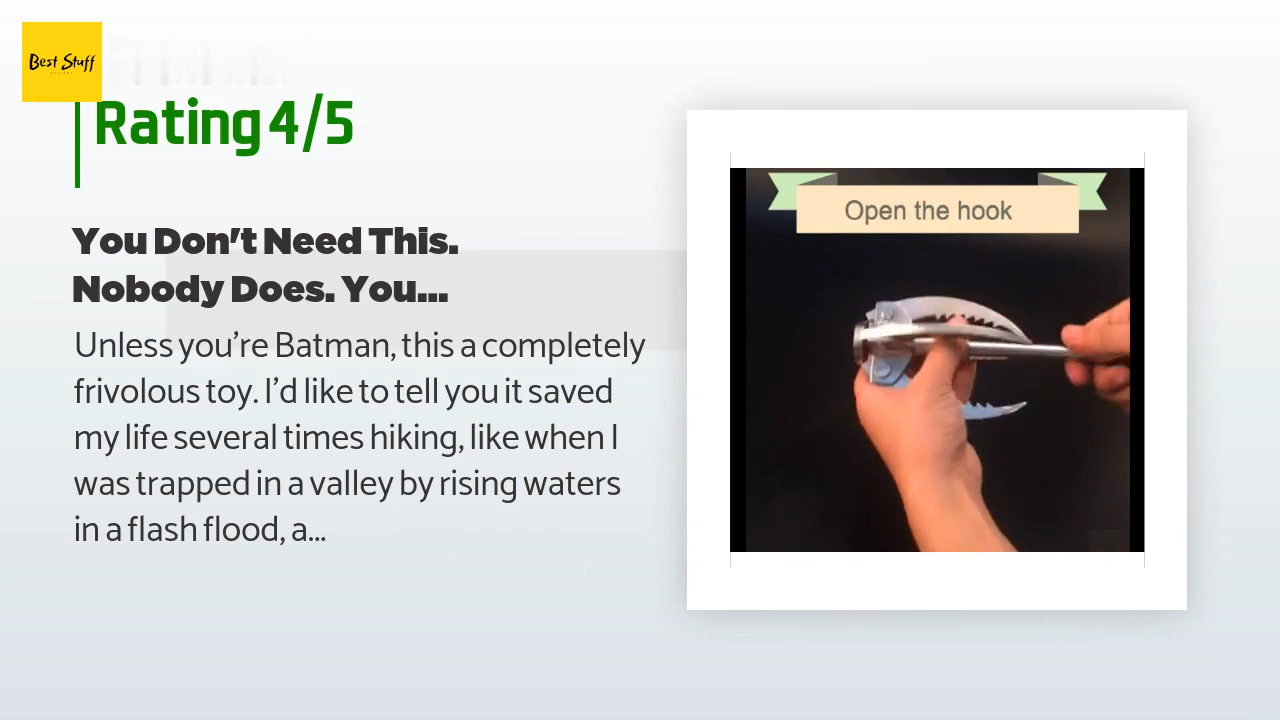 Best Stuff
Rating 4/5
You Don't Need This.
Nobody Does. You...
Unless you're Batman, this a completely
frivolous toy. I'd like to tell you it saved
my life several times hiking, like when I
was trapped in a valley by rising waters
in a flash flood, a...
Open the hook